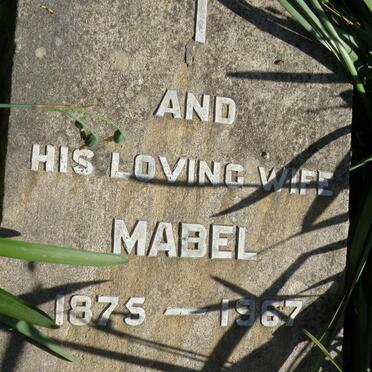 AND
HIS LOVING WIFE
MABEL
1875 — 1967